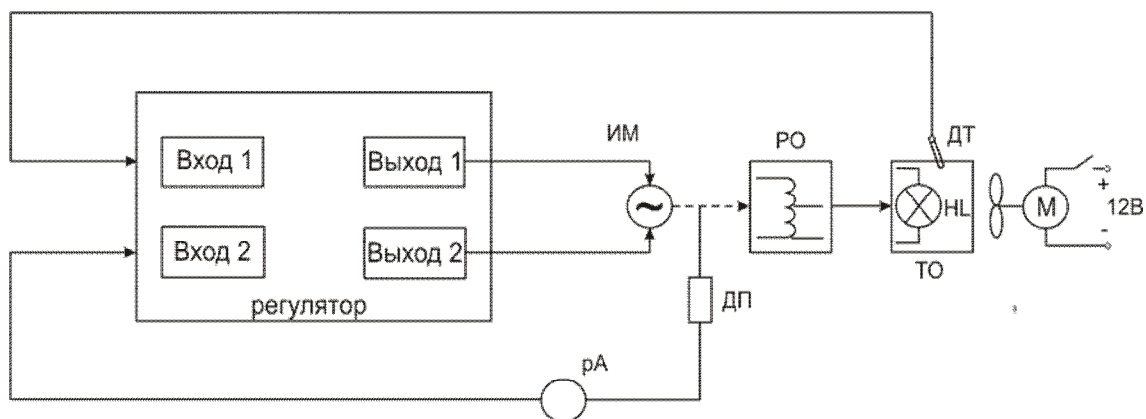 ИМ
РО
ДТ
Вход 1
Выход 1
~
HL
М
+
12В
-
Вход 2
Выход 2
ТО
регулятор
ДП
рА